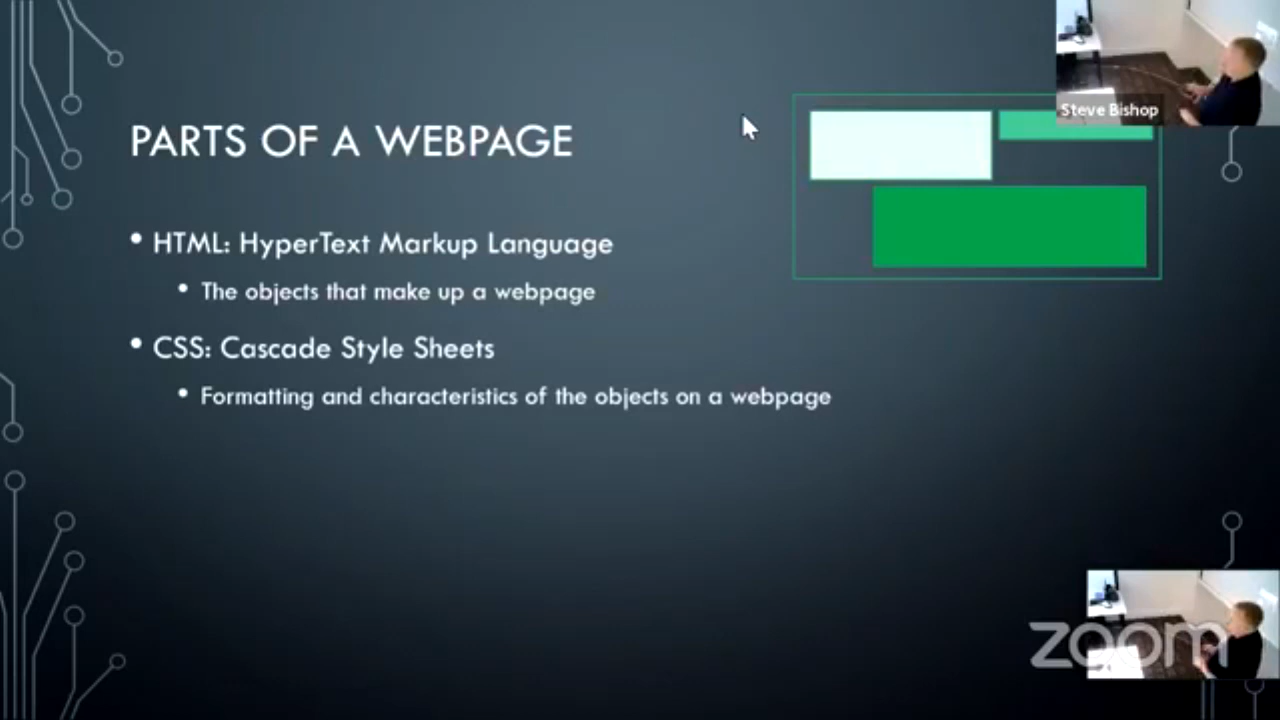 Steve Bishop
PARTS OF A WEBPAGE
• HTML: HyperText Markup Language
• The objects that make up a webpage
• CSS: Cascade Style Sheets
• Formatting and characteristics of the objects on a webpage
zoom